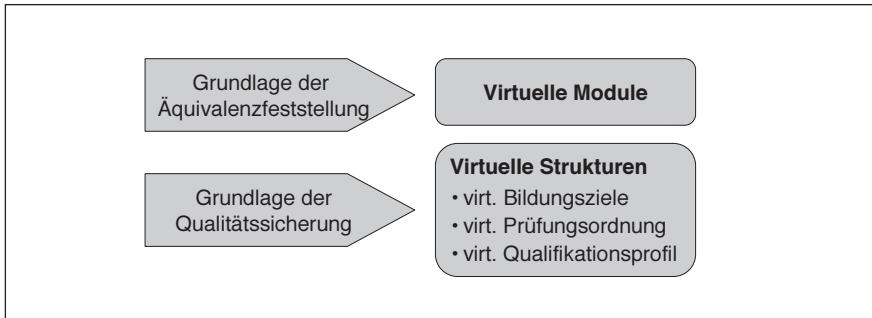 Grundlage der
Äquivalenzfeststellung
Virtuelle Module
Grundlage der
Qualitätssicherung
Virtuelle Strukturen
• virt. Bildungsziele
• virt. Prüfungsordnung
• virt. Qualifikationsprofil